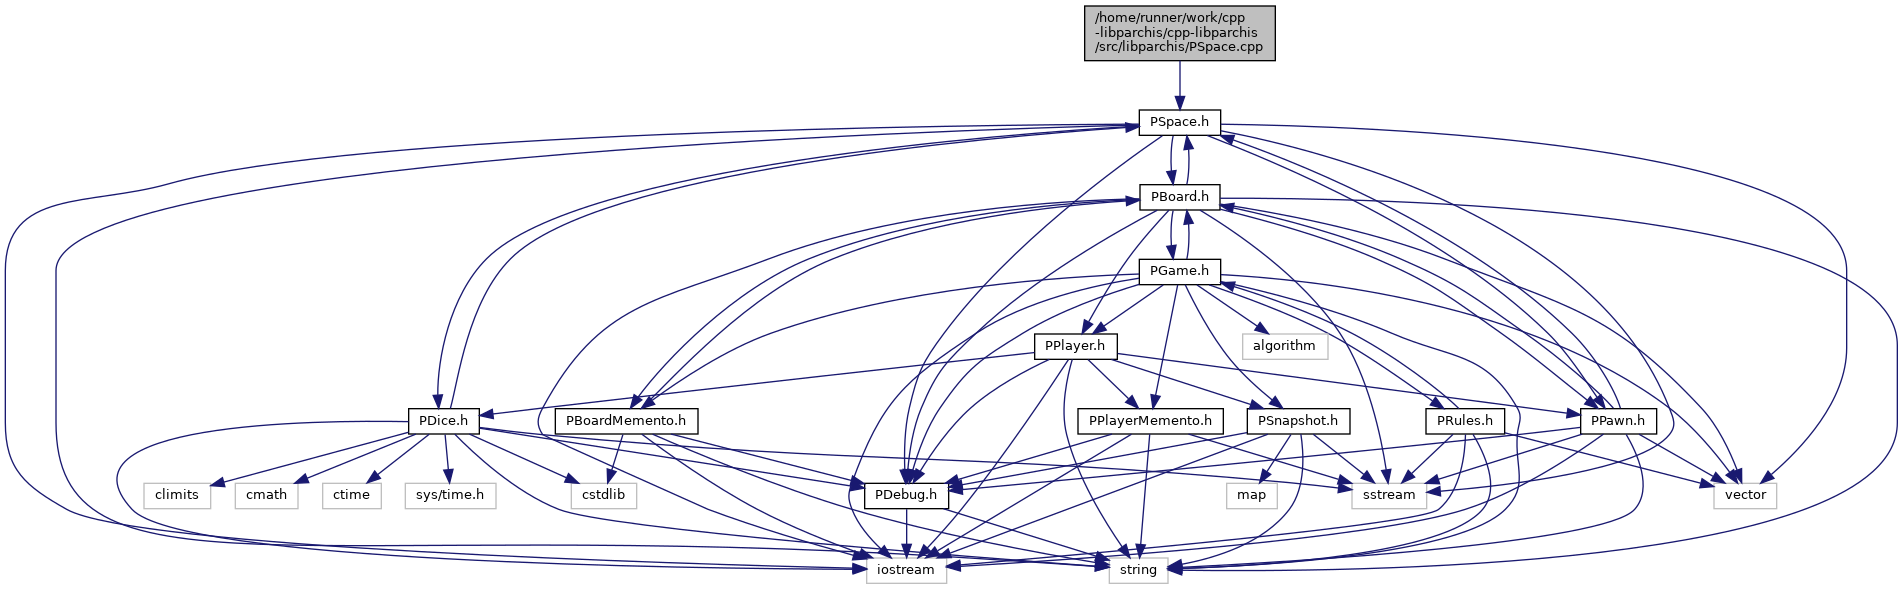 /home/runner/work/cpp
-libparchis/cpp-libparchis
/src/libparchis/PSpace.cpp
PSpace.h
PBoard.h
PGame.h
PPlayer.h
algorithm
PDice.h
PBoardMemento.h
PPlayerMemento.h
PSnapshot.h
PRules.h
PPawn.h
climits
cmath
ctime
sys/time.h
cstdlib
PDebug.h
map
sstream
vector
iostream
string